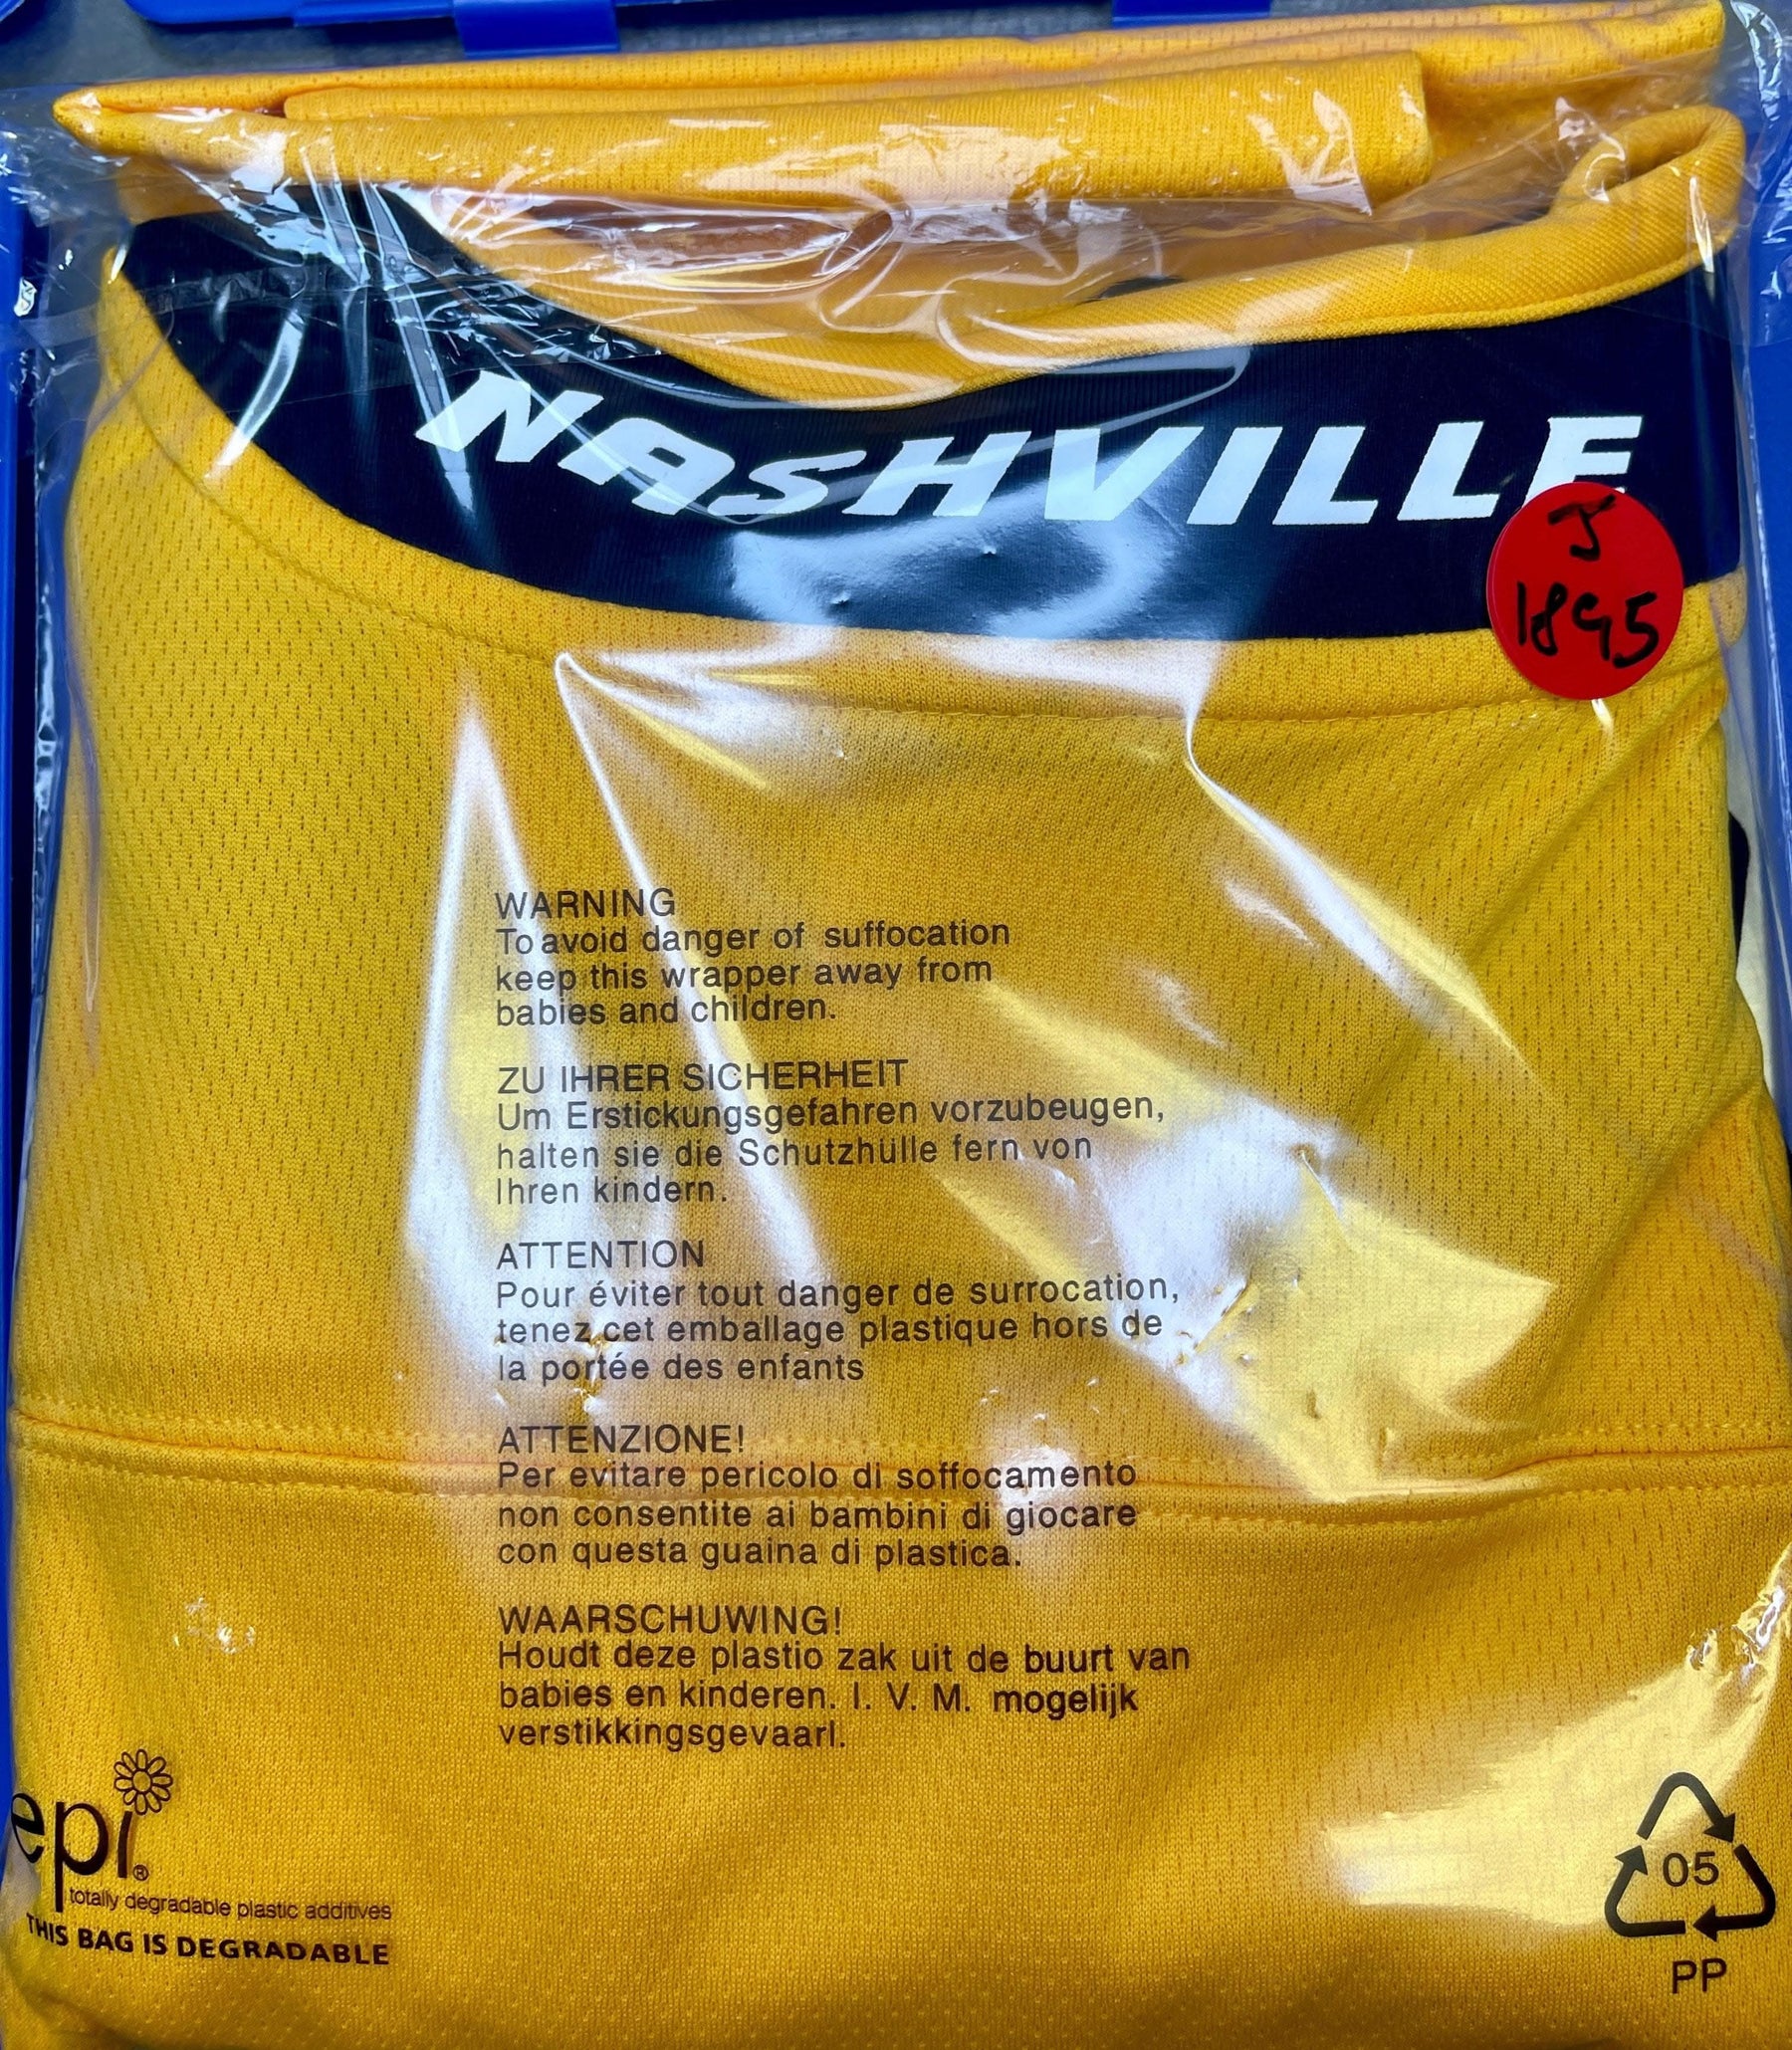 NASHVILLE
J
1895
WARNING
To avoid danger of suffocation
keep this wrapper away from
babies and children.
ZU IHRER SICHERHEIT
Um Erstickungsgefahren vorzubeugen,
halten sie die Schutzhülle fern von
Ihren kindern.
ATTENTION
Pour éviter tout danger de surrocation,
tenez cet emballage plastique hors de
la portée des enfants
ATTENZIONE!
Per evitare pericolo di soffocamento
non consentite ai bambini di giocare
con questa guaina di plastica.
WAARSCHUWING!
Houdt deze plastio zak uit de buurt van
babies en kinderen. I. V. M. mogelijk
verstikkingsgevaarl.
epi®
totally degradable plastic additives
THIS BAG IS DEGRADABLE
05
PP